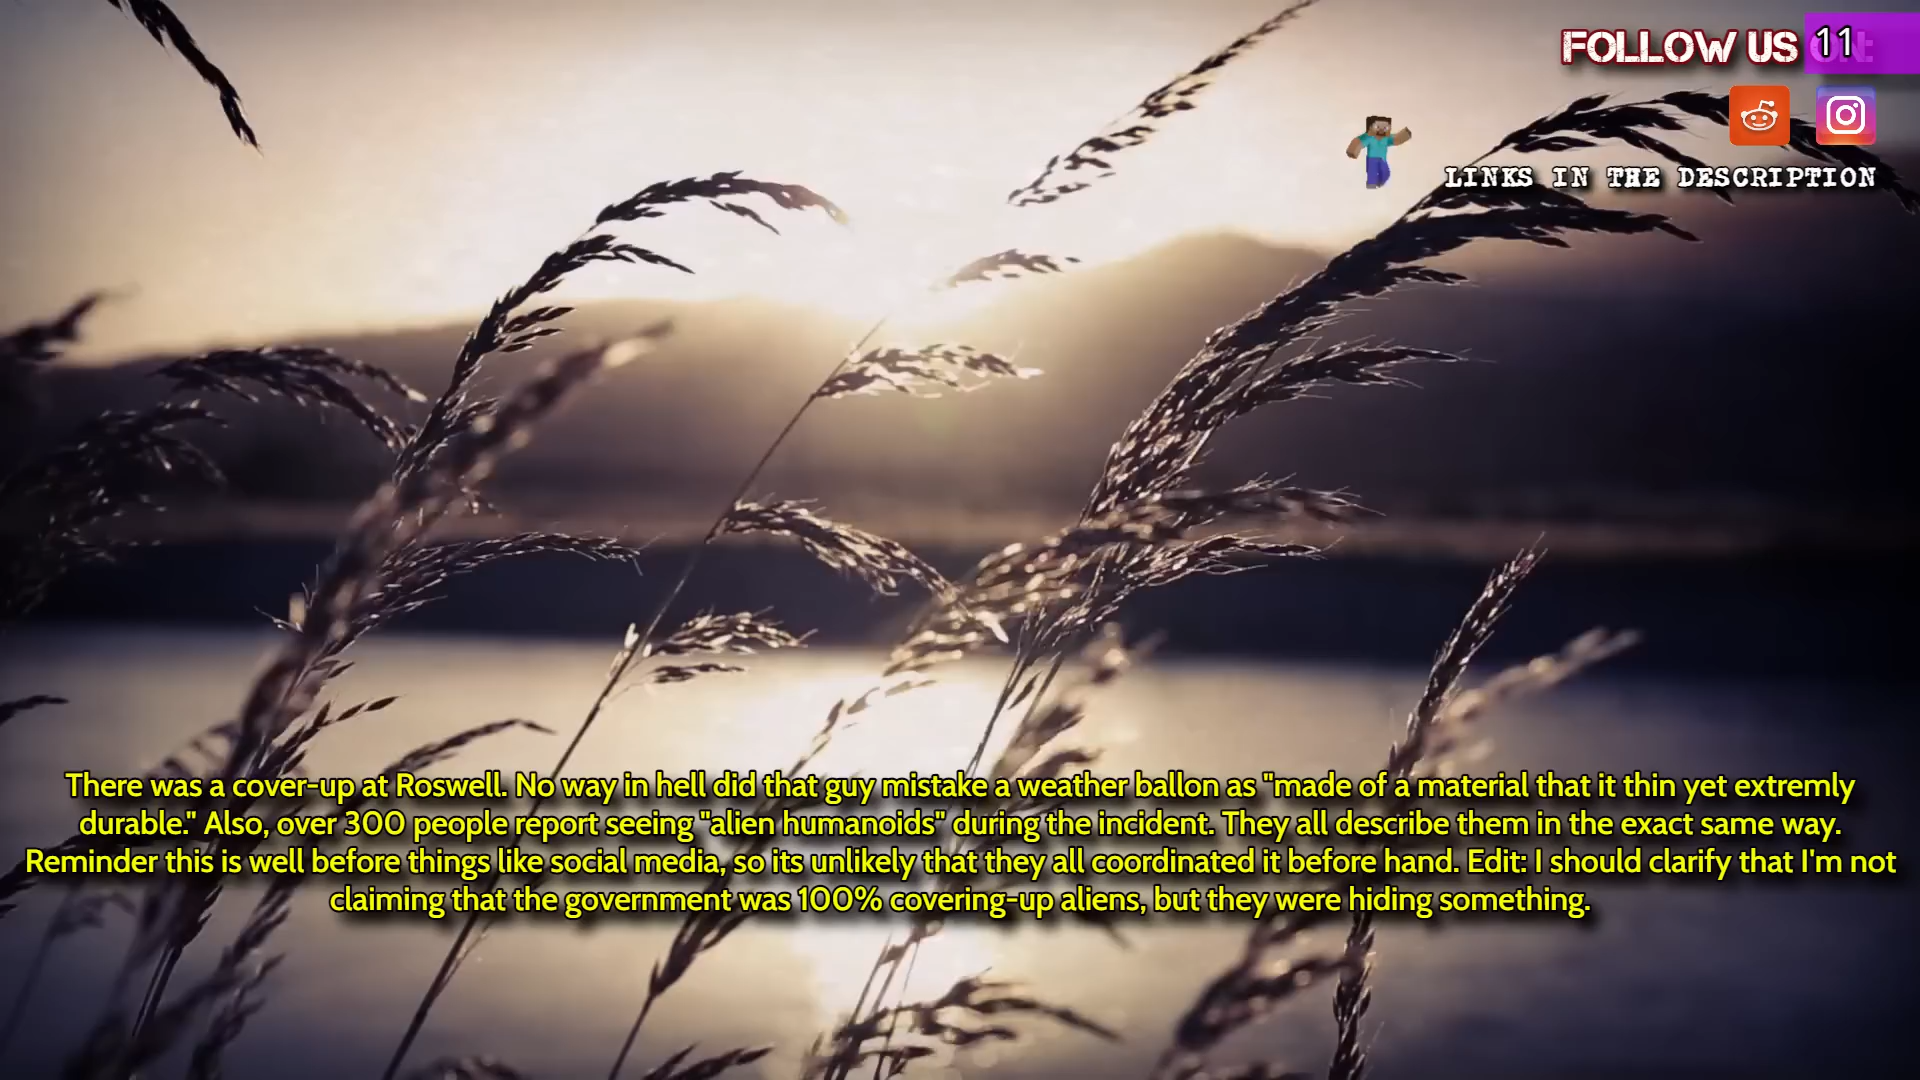 FOLLOW US ON:
11
LINKS IN THE DESCRIPTION
There was a cover-up at Roswell. No way in hell did that guy mistake a weather ballon as "made of a material that it thin yet extremly
durable." Also, over 300 people report seeing "alien humanoids" during the incident. They all describe them in the exact same way.
Reminder this is well before things like social media, so its unlikely that they all coordinated it before hand. Edit: I should clarify that I'm not
claiming that the government was 100% covering-up aliens, but they were hiding something.